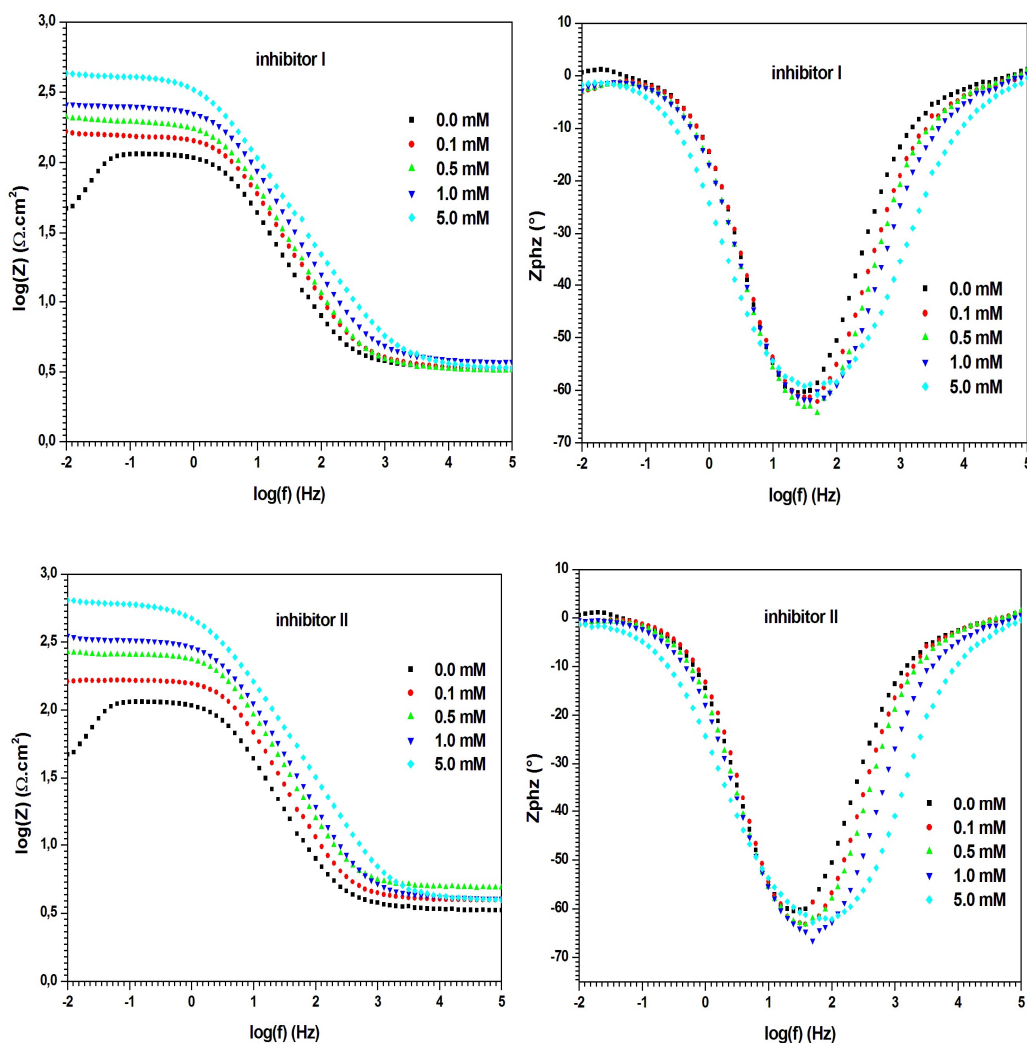 3,0
2,5
2,0
1,5
1,0
0,5
0,0
log(Z) (Ω.cm²)
inhibitor I
0.0 mM
0.1 mM
0.5 mM
1.0 mM
5.0 mM
-2 -1 0 1 2 3 4 5
log(f) (Hz)
10
0
-10
-20
-30
-40
-50
-60
-70
Zphz (°)
inhibitor I
0.0 mM
0.1 mM
0.5 mM
1.0 mM
5.0 mM
-2 -1 0 1 2 3 4 5
log(f) (Hz)
3,0
2,5
2,0
1,5
1,0
0,5
0,0
log(Z) (Ω.cm²)
inhibitor II
0.0 mM
0.1 mM
0.5 mM
1.0 mM
5.0 mM
-2 -1 0 1 2 3 4 5
log(f) (Hz)
10
0
-10
-20
-30
-40
-50
-60
-70
Zphz (°)
inhibitor II
0.0 mM
0.1 mM
0.5 mM
1.0 mM
5.0 mM
-2 -1 0 1 2 3 4 5
log(f) (Hz)